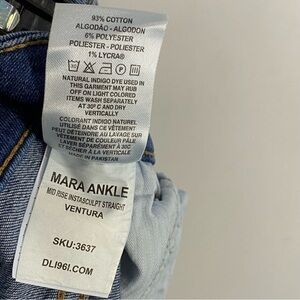 93% COTTON
ALGODÃO - ALGODON
6% POLYESTER
POLIESTER - POLIESTER
1% LYCRA®
NATURAL INDIGO DYE USED IN
THIS GARMENT MAY RUB
OFF ON LIGHT COLORED
ITEMS WASH SEPARATELY
AT 30º C AND DRY
VERTICALLY
COLORANT INDIGO NATUREL
UTILISÉ DANS CE VÊTEMENT
PEUT DÉTEINDRE AU LAVAGE SUR
VÊTEMENT DE COULEUR PÂLE
LAVER SÉPARÉMENT À 30C
ET SÉCHER À LA VERTICALE
MADE IN PAKISTAN
MARA ANKLE
MID RISE INSTASCULPT STRAIGHT
VENTURA
SKU:3637
DL1961.COM